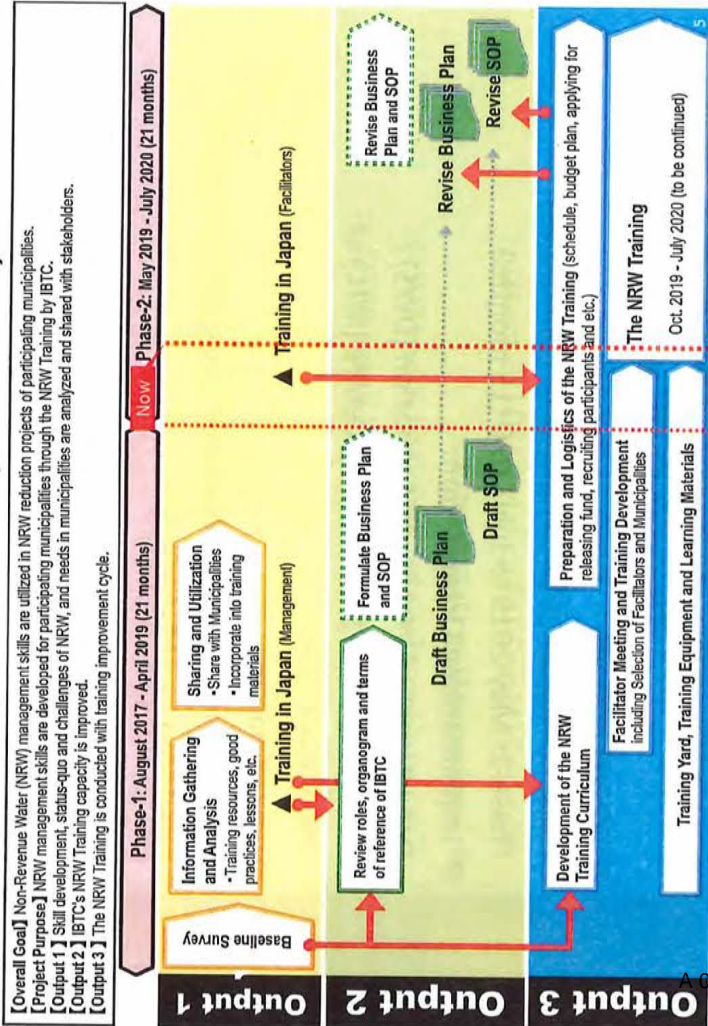 [Overall Goal] Non-Revenue Water (NRW) management skills are utilized in NRW reduction projects of participating municipalities.
[Project Purpose] NRW management skills are developed for participating municipalities through the NRW Training by IBTC.
[Output 1] Skill development, status-quo and challenges of NRW, and needs in municipalities are analyzed and shared with stakeholders.
[Output 2] IBTC's NRW Training capacity is improved.
[Output 3] The NRW Training is conducted with training improvement cycle.
Phase-1: August 2017 - April 2019 (21 months)
Now
Phase-2: May 2019 - July 2020 (21 months)
Output 1
Baseline Survey
Information Gathering
and Analysis
•Training resources, good
practices, lessons, etc.
Sharing and Utilization
•Share with Municipalities
•Incorporate into training
materials
▲ Training in Japan (Management)
▲ Training in Japan (Facilitators)
Output 2
Review roles, organogram and terms
of reference of IBTC
Formulate Business Plan
and SOP
Revise Business
Plan and SOP
Draft Business Plan
Draft SOP
Revise Business Plan
Revise SOP
Output 3
Development of the NRW
Training Curriculum
Preparation and Logistics of the NRW Training (schedule, budget plan, applying for
releasing fund, recruiting participants and etc.)
Facilitator Meeting and Training Development
including Selection of Facilitators and Municipalities
The NRW Training
Oct. 2019 - July 2020 (to be continued)
Training Yard, Training Equipment and Learning Materials
5